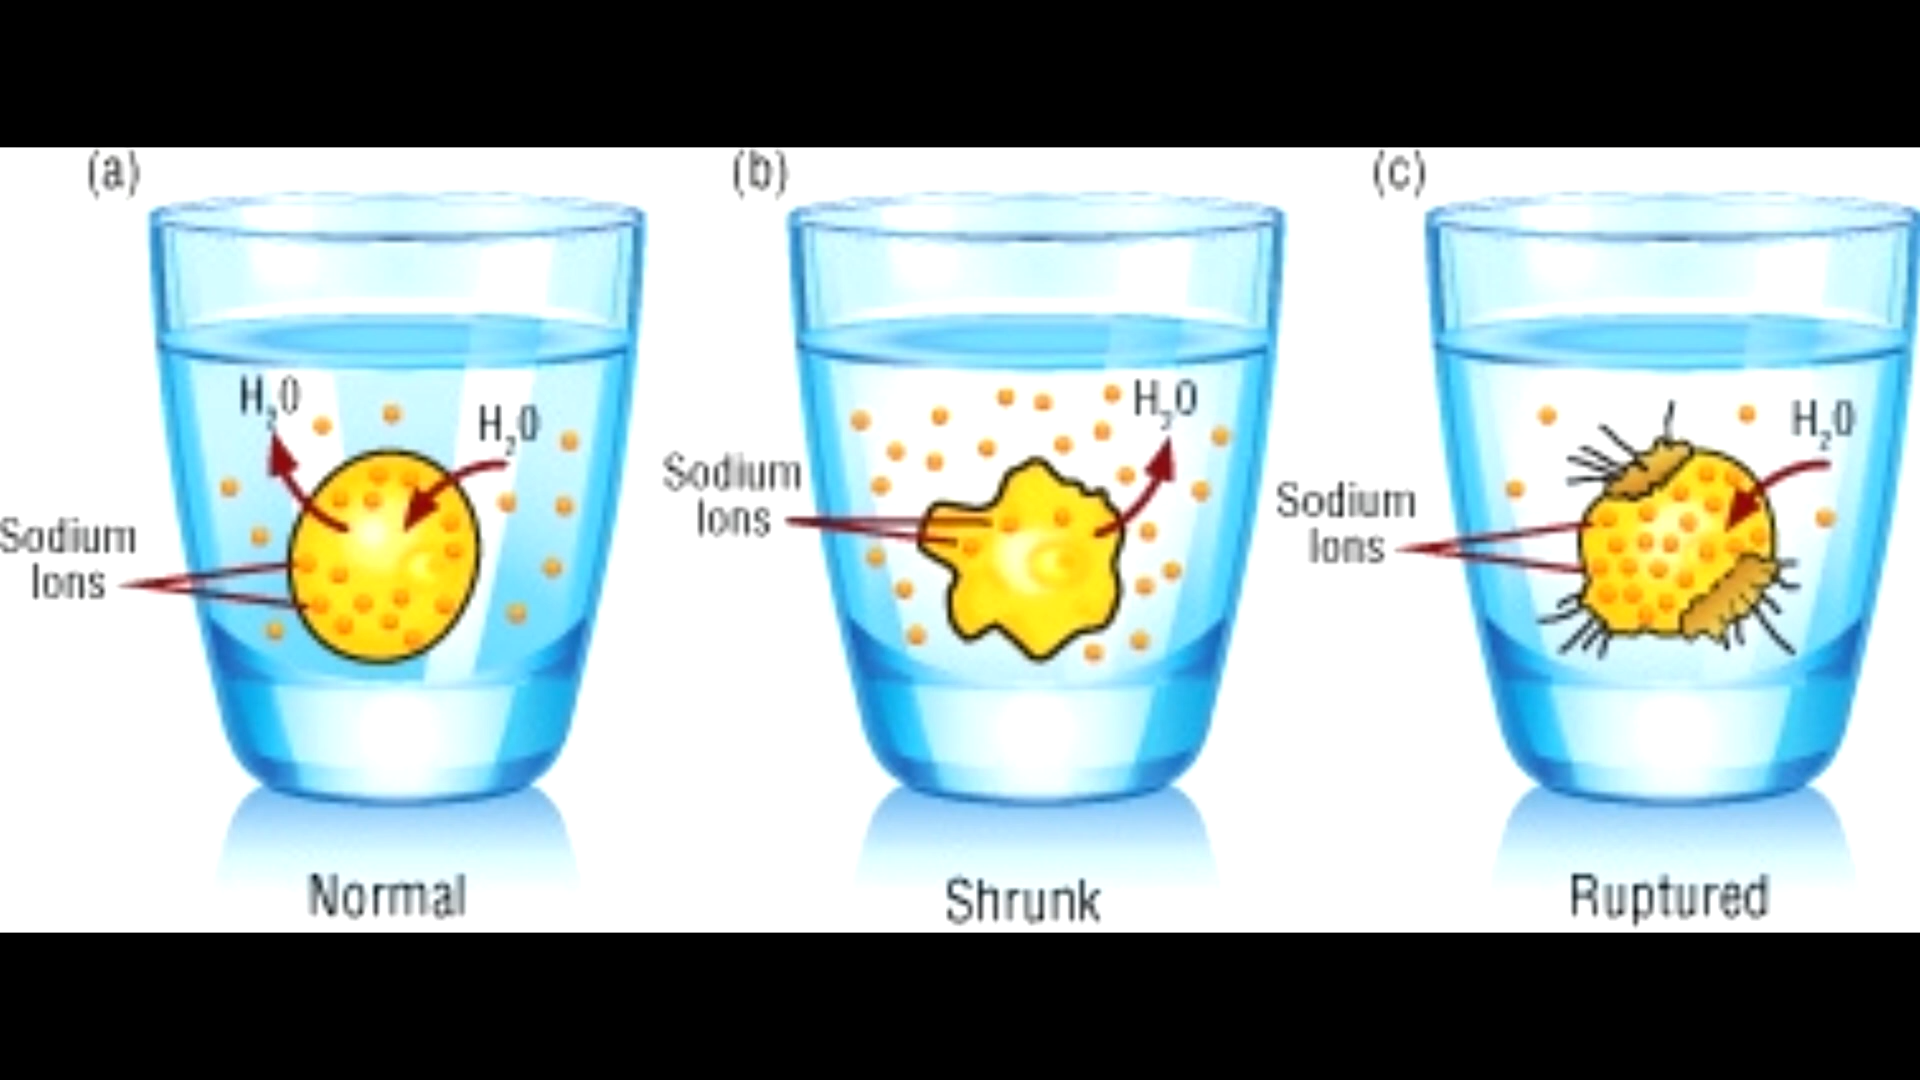 (a)
(b)
(c)
H₂O
H₂O
Sodium
Ions
Normal
H₂O
Sodium
Ions
Shrunk
H₂O
Sodium
Ions
Ruptured